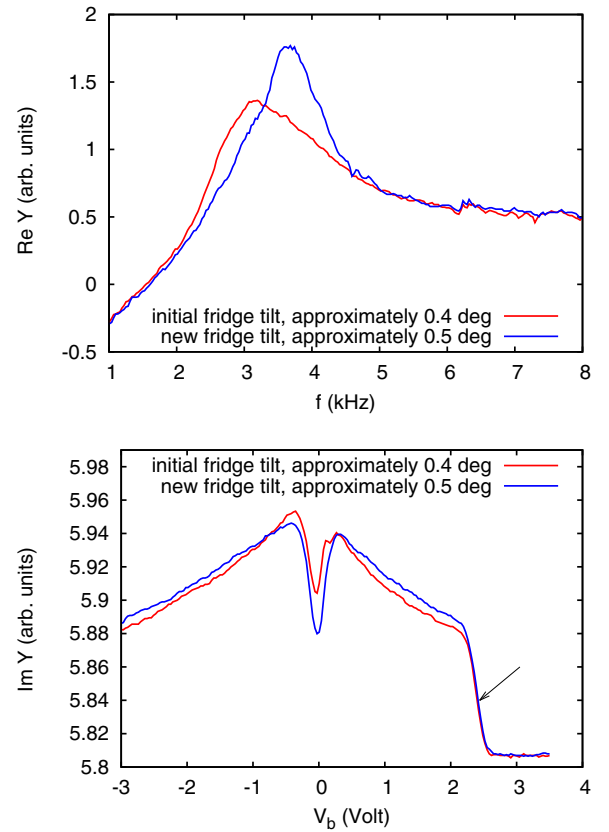 2
1.5
1
0.5
0
-0.5
Re Y (arb. units)
initial fridge tilt, approximately 0.4 deg
new fridge tilt, approximately 0.5 deg
1 2 3 4 5 6 7 8
f (kHz)
5.98
5.96
5.94
5.92
5.9
5.88
5.86
5.84
5.82
5.8
Im Y (arb. units)
initial fridge tilt, approximately 0.4 deg
new fridge tilt, approximately 0.5 deg
-3 -2 -1 0 1 2 3 4
V_b (Volt)